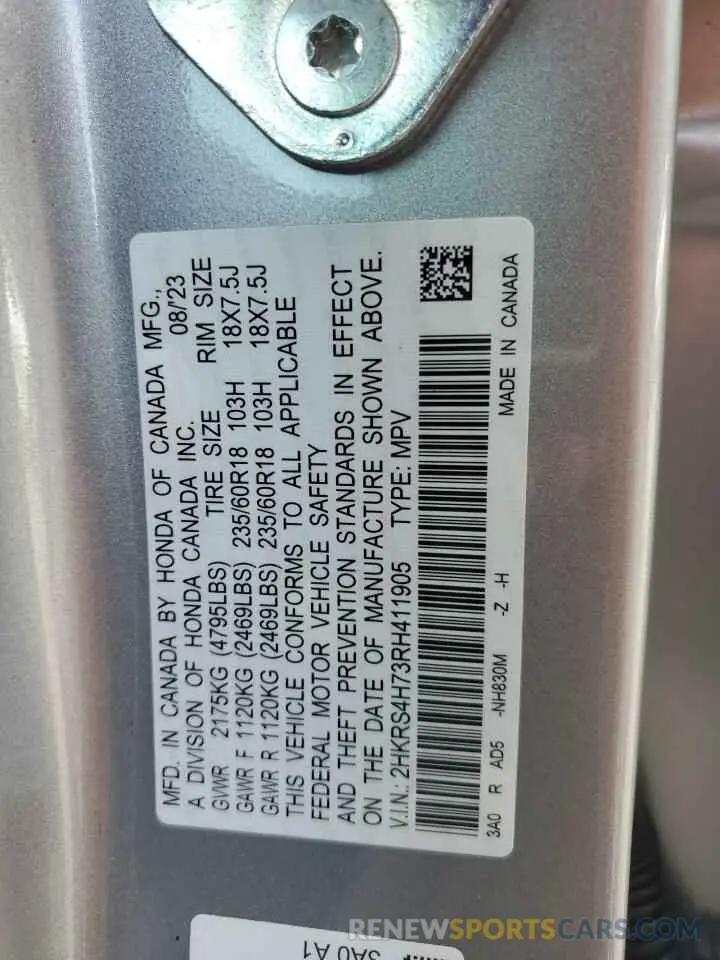 MFD. IN CANADA BY HONDA OF CANADA MFG.,
A DIVISION OF HONDA CANADA INC. 08/'23
GVWR 2175KG (4795LBS) TIRE SIZE RIM SIZE
GAWR F 1120KG (2469LBS) 235/60R18 103H 18X7.5J
GAWR R 1120KG (2469LBS) 235/60R18 103H 18X7.5J
THIS VEHICLE CONFORMS TO ALL APPLICABLE
FEDERAL MOTOR VEHICLE SAFETY
AND THEFT PREVENTION STANDARDS IN EFFECT
ON THE DATE OF MANUFACTURE SHOWN ABOVE.
V.I.N.: 2HKRS4H73RH411905 TYPE: MPV
3A0 R AD5 -NH830M -Z -H MADE IN CANADA
3A0 A1
RENEWSPORTSCARS.COM